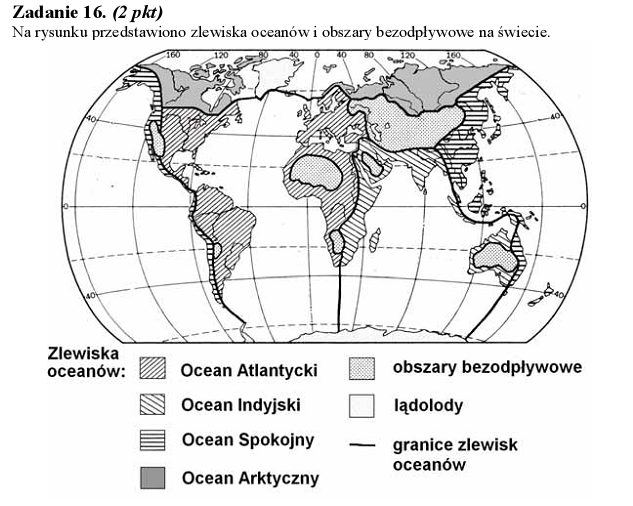 Zadanie 16. (2 pkt)
Na rysunku przedstawiono zlewiska oceanów i obszary bezodpływowe na świecie.
160 120 80 40 0 40 80 120 160
40 40
0 0
40 40
Zlewiska
oceanów:
Ocean Atlantycki
Ocean Indyjski
Ocean Spokojny
Ocean Arktyczny
obszary bezodpływowe
lądolody
granice zlewisk
oceanów